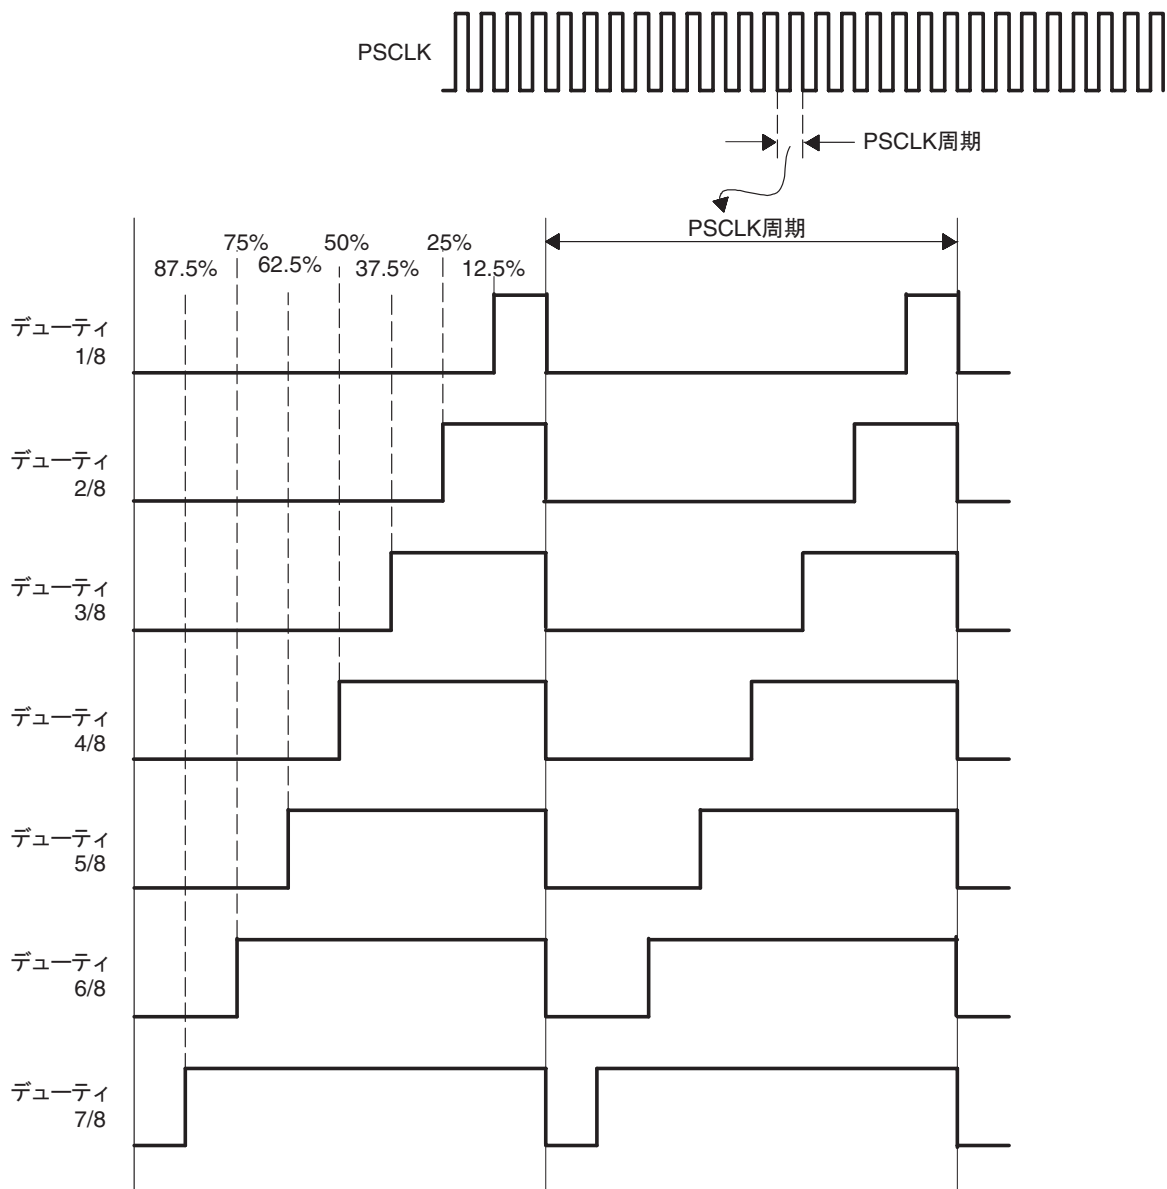 PSCLK
PSCLK周期
PSCLK周期
75%
50%
25%
87.5%
62.5%
37.5%
12.5%
デューティ
1/8
デューティ
2/8
デューティ
3/8
デューティ
4/8
デューティ
5/8
デューティ
6/8
デューティ
7/8